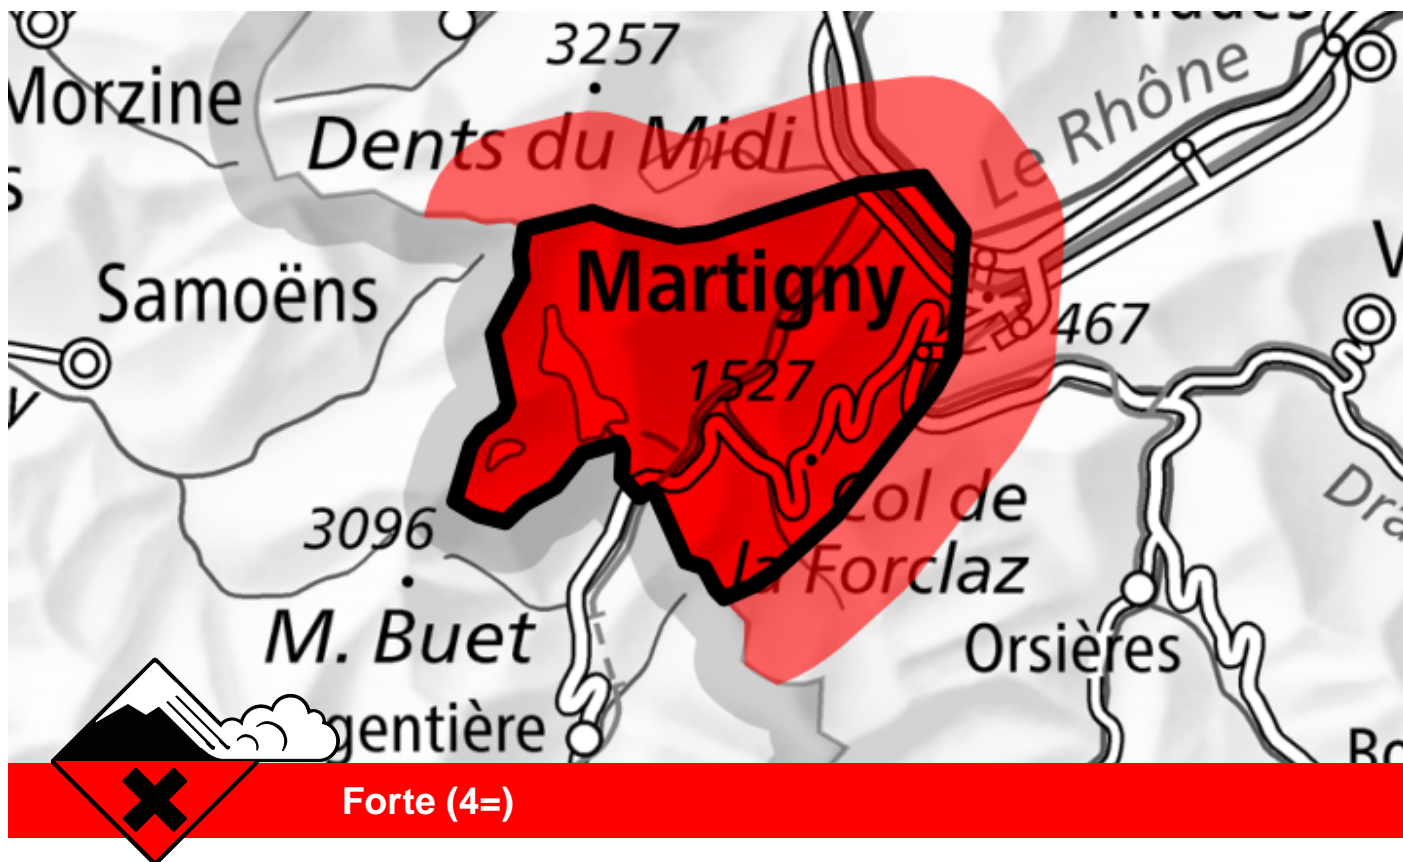 3257
Morzine
Dents du Midi
Le Rhône
Martigny
Samoëns
467
1527
3096
Col de
la Forclaz
M. Buet
Orsières
gentière
Forte (4=)